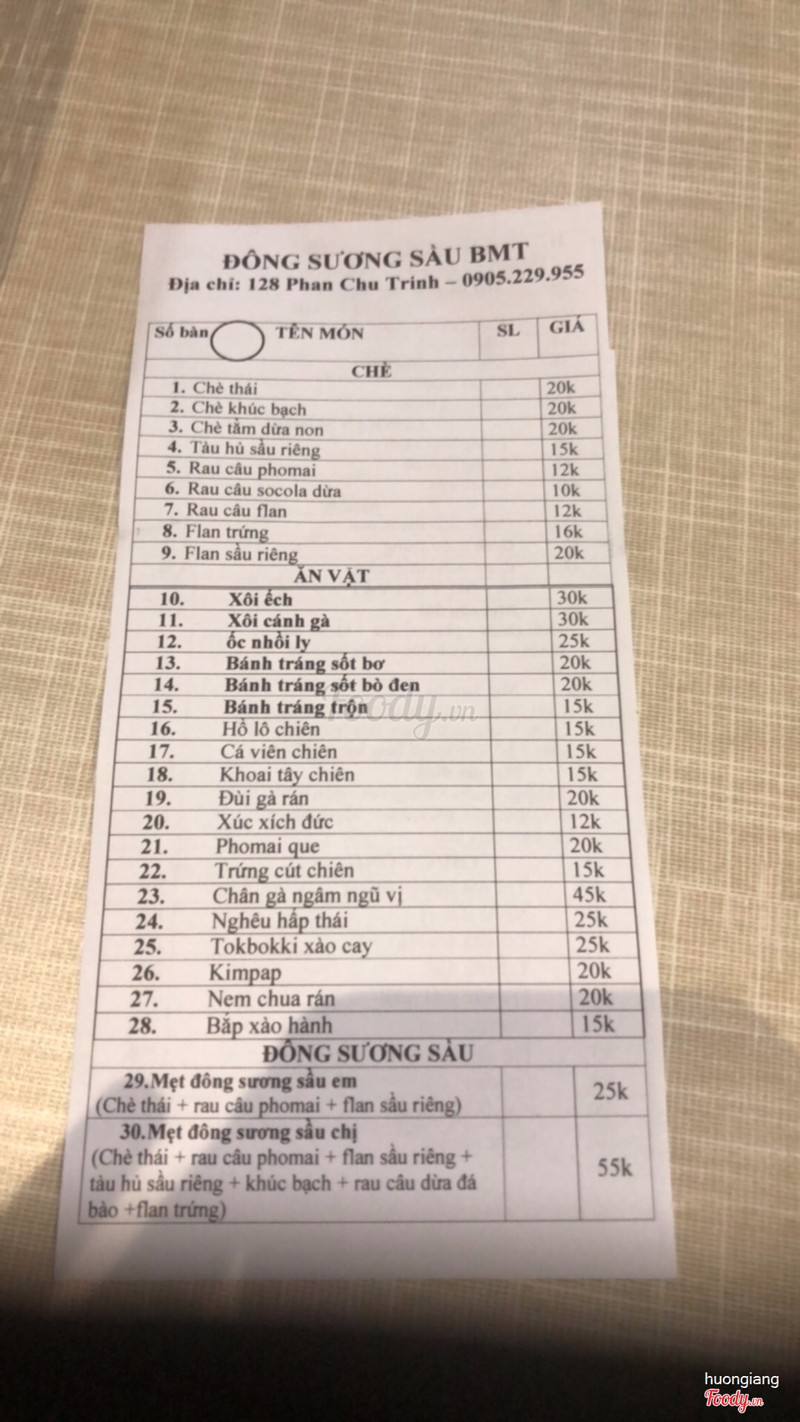 ĐÔNG SƯƠNG SÀU BMT
Địa chỉ: 128 Phan Chu Trinh – 0905.229.955
Số bàn TÊN MÓN SL GIÁ
CHÈ
1. Chè thái 20k
2. Chè khúc bạch 20k
3. Chè tằm dừa non 20k
4. Tàu hủ sầu riêng 15k
5. Rau câu phomai 12k
6. Rau câu socola dừa 10k
7. Rau câu flan 12k
8. Flan trứng 16k
9. Flan sầu riêng 20k
ĂN VẶT
10. Xôi ếch 30k
11. Xôi cánh gà 30k
12. ốc nhồi ly 25k
13. Bánh tráng sốt bơ 20k
14. Bánh tráng sốt bò đen 20k
15. Bánh tráng trộn 15k
16. Hồ lô chiên 15k
17. Cá viên chiên 15k
18. Khoai tây chiên 15k
19. Đùi gà rán 20k
20. Xúc xích đức 12k
21. Phomai que 20k
22. Trứng cút chiên 15k
23. Chân gà ngâm ngũ vị 45k
24. Nghêu hấp thái 25k
25. Tokbokki xào cay 25k
26. Kimpap 20k
27. Nem chua rán 20k
28. Bắp xào hành 15k
ĐÔNG SƯƠNG SÀU
29.Mẹt đông sương sầu em
(Chè thái + rau câu phomai + flan sầu riêng) 25k
30.Mẹt đông sương sầu chị
(Chè thái + rau câu phomai + flan sầu riêng +
tàu hủ sầu riêng + khúc bạch + rau câu dừa đá
bào +flan trứng) 55k
foody.vn
huongiang
Foody.vn